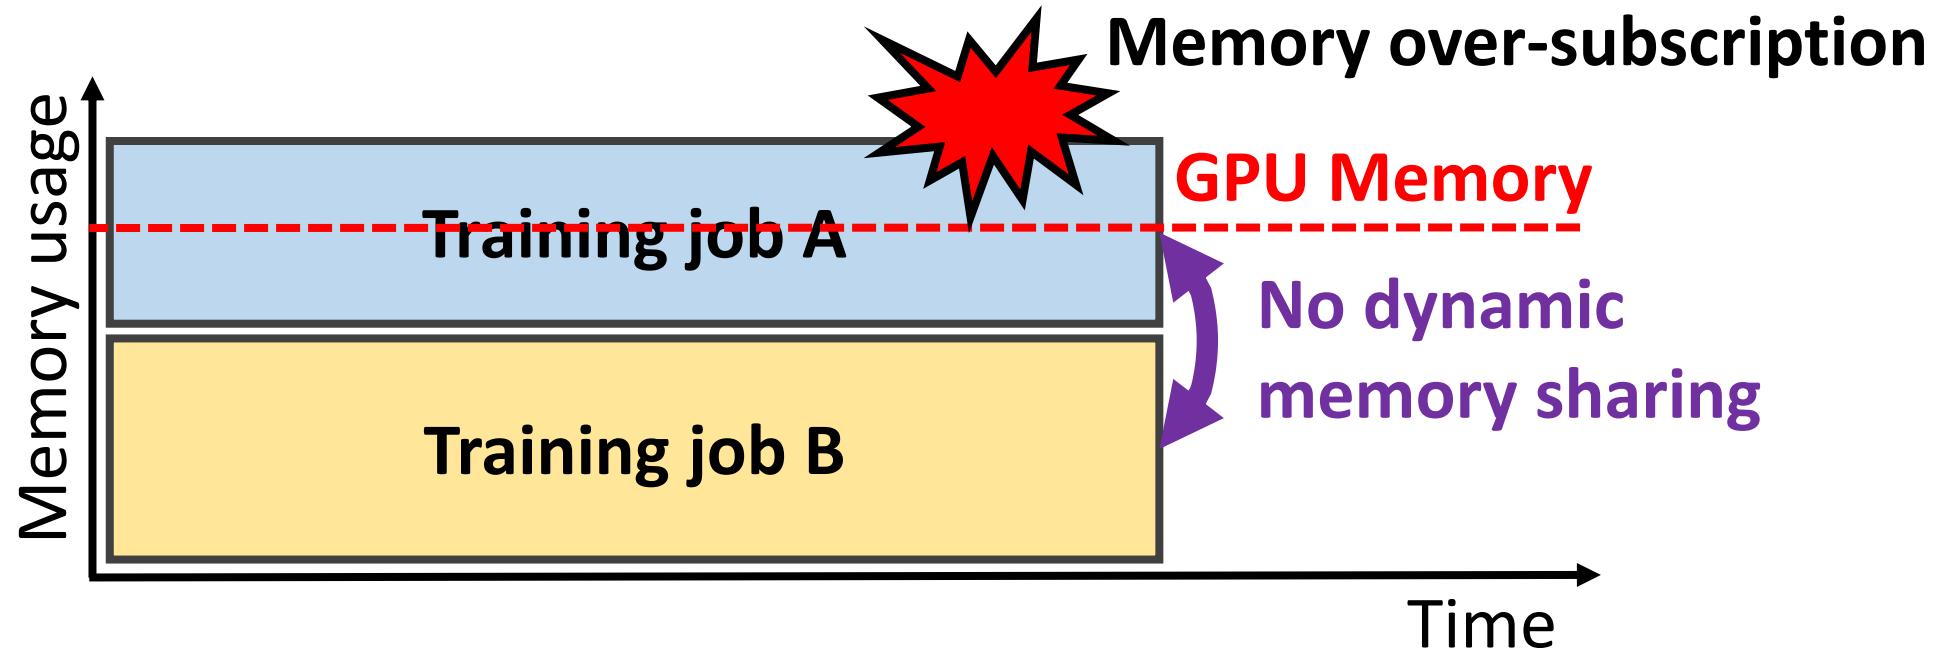 Memory over-subscription
Memory usage
GPU Memory
Training job A
No dynamic
memory sharing
Training job B
Time